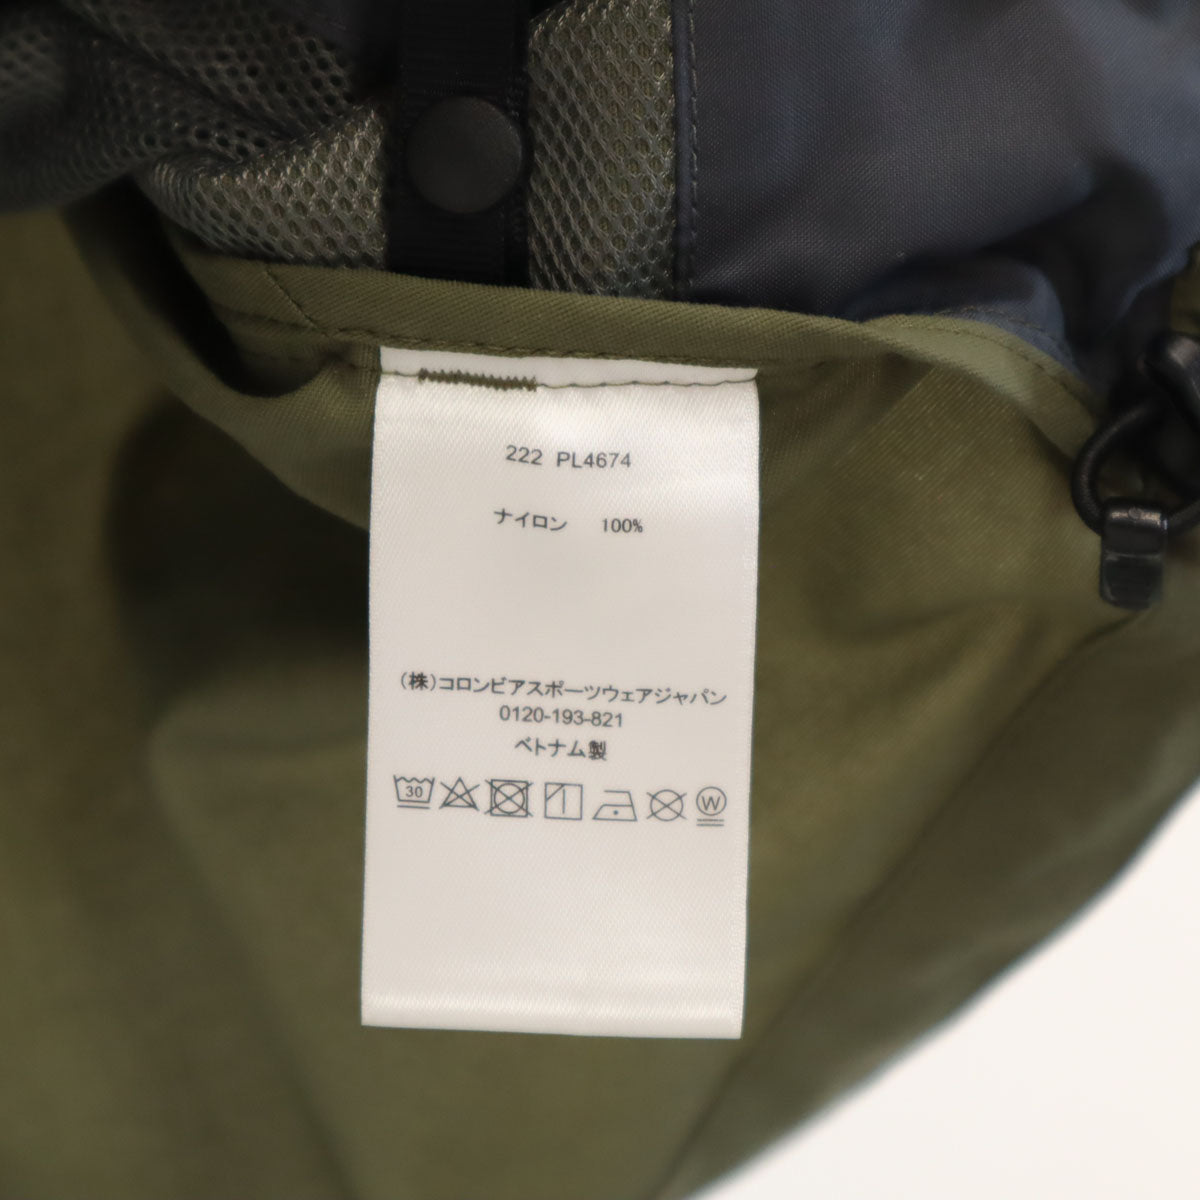 222 PL4674
ナイロン 100%
(株)コロンビアスポーツウェアジャパン
0120-193-821
ベトナム製
30
W